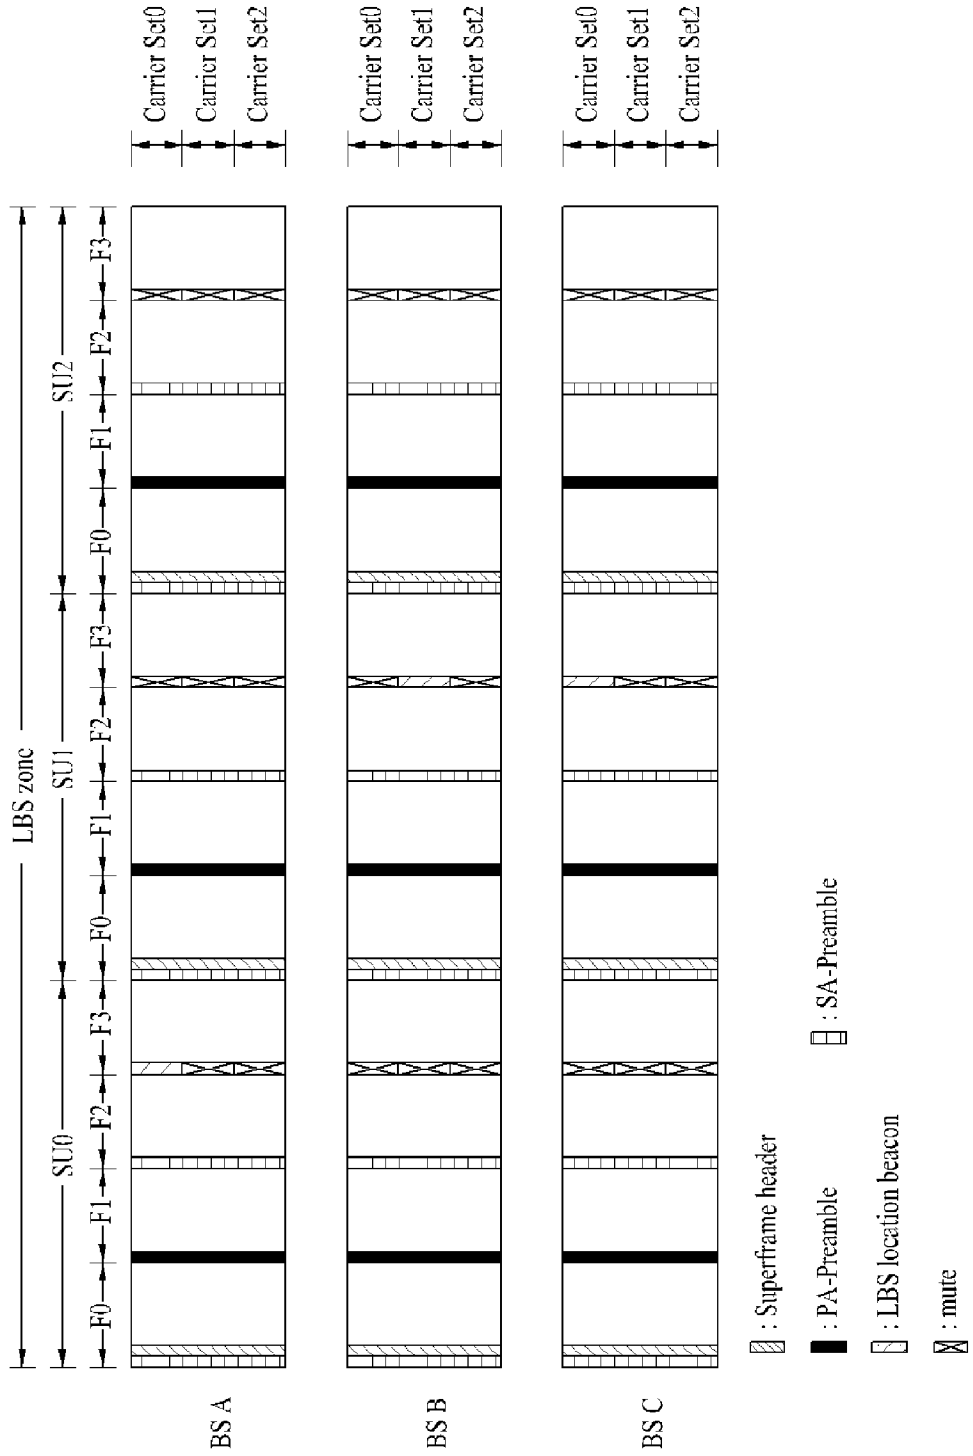 LBS zone
SU0
SU1
SU2
F0
F1
F2
F3
F0
F1
F2
F3
F0
F1
F2
F3
BS A
Carrier Set0
Carrier Set1
Carrier Set2
BS B
Carrier Set0
Carrier Set1
Carrier Set2
BS C
Carrier Set0
Carrier Set1
Carrier Set2
: Superframe header
: PA-Preamble
: SA-Preamble
: LBS location beacon
: mute